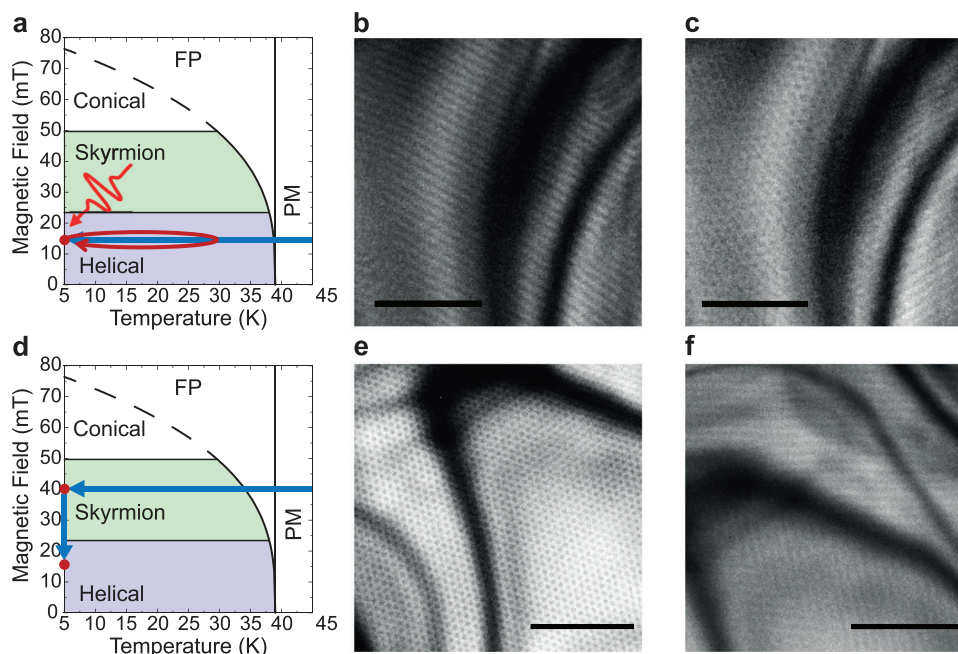 a
80
70
60
50
40
30
20
10
0
Magnetic Field (mT)
FP
Conical
Skyrmion
Helical
PM
5 10 15 20 25 30 35 40 45
Temperature (K)
b
c
d
80
70
60
50
40
30
20
10
0
Magnetic Field (mT)
FP
Conical
Skyrmion
Helical
PM
5 10 15 20 25 30 35 40 45
Temperature (K)
e
f